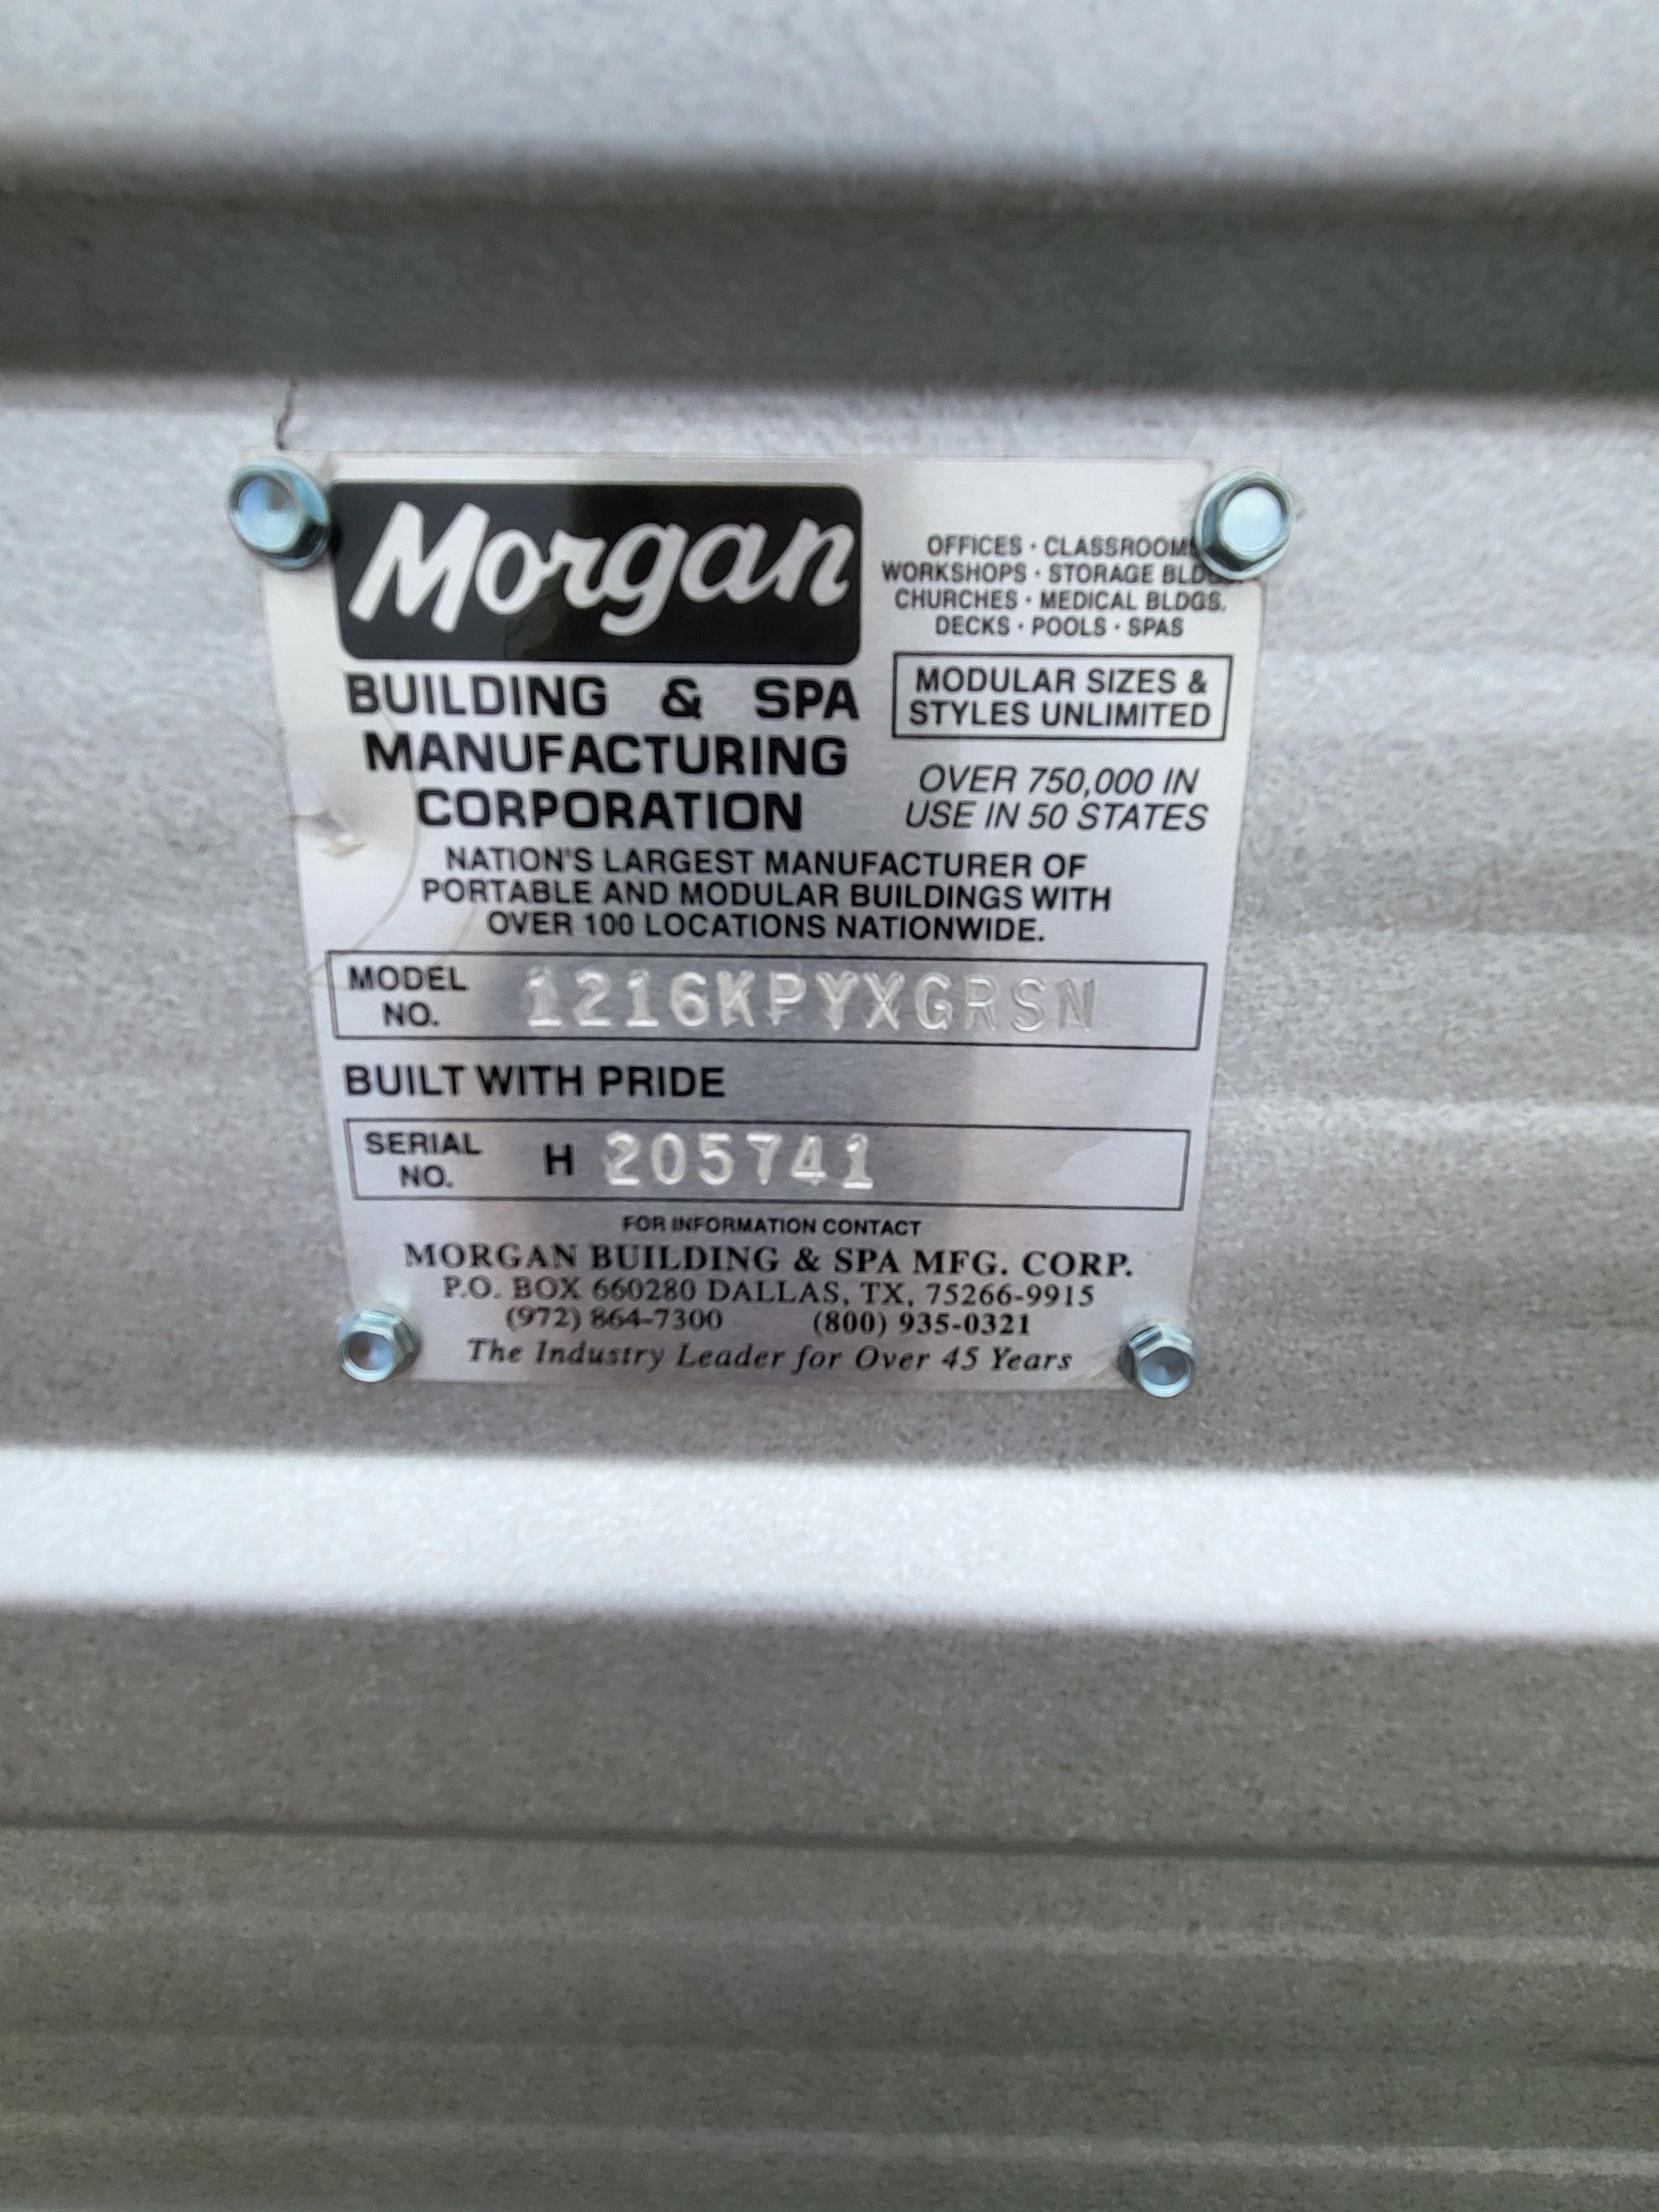 Morgan
BUILDING & SPA
MANUFACTURING
CORPORATION
OFFICES · CLASSROOMS
WORKSHOPS · STORAGE
CHURCHES · MEDICAL BLDGS.
DECKS · POOLS · SPAS
MODULAR SIZES &
STYLES UNLIMITED
OVER 750,000 IN
USE IN 50 STATES
NATION'S LARGEST MANUFACTURER OF
PORTABLE AND MODULAR BUILDINGS WITH
OVER 100 LOCATIONS NATIONWIDE.
MODEL
NO.
1216KPYXGRSN
BUILT WITH PRIDE
SERIAL
NO.
H 205741
FOR INFORMATION CONTACT
MORGAN BUILDING & SPA MFG. CORP.
P.O. BOX 660280 DALLAS, TX, 75266-9915
(972) 864-7300 (800) 935-0321
The Industry Leader for Over 45 Years